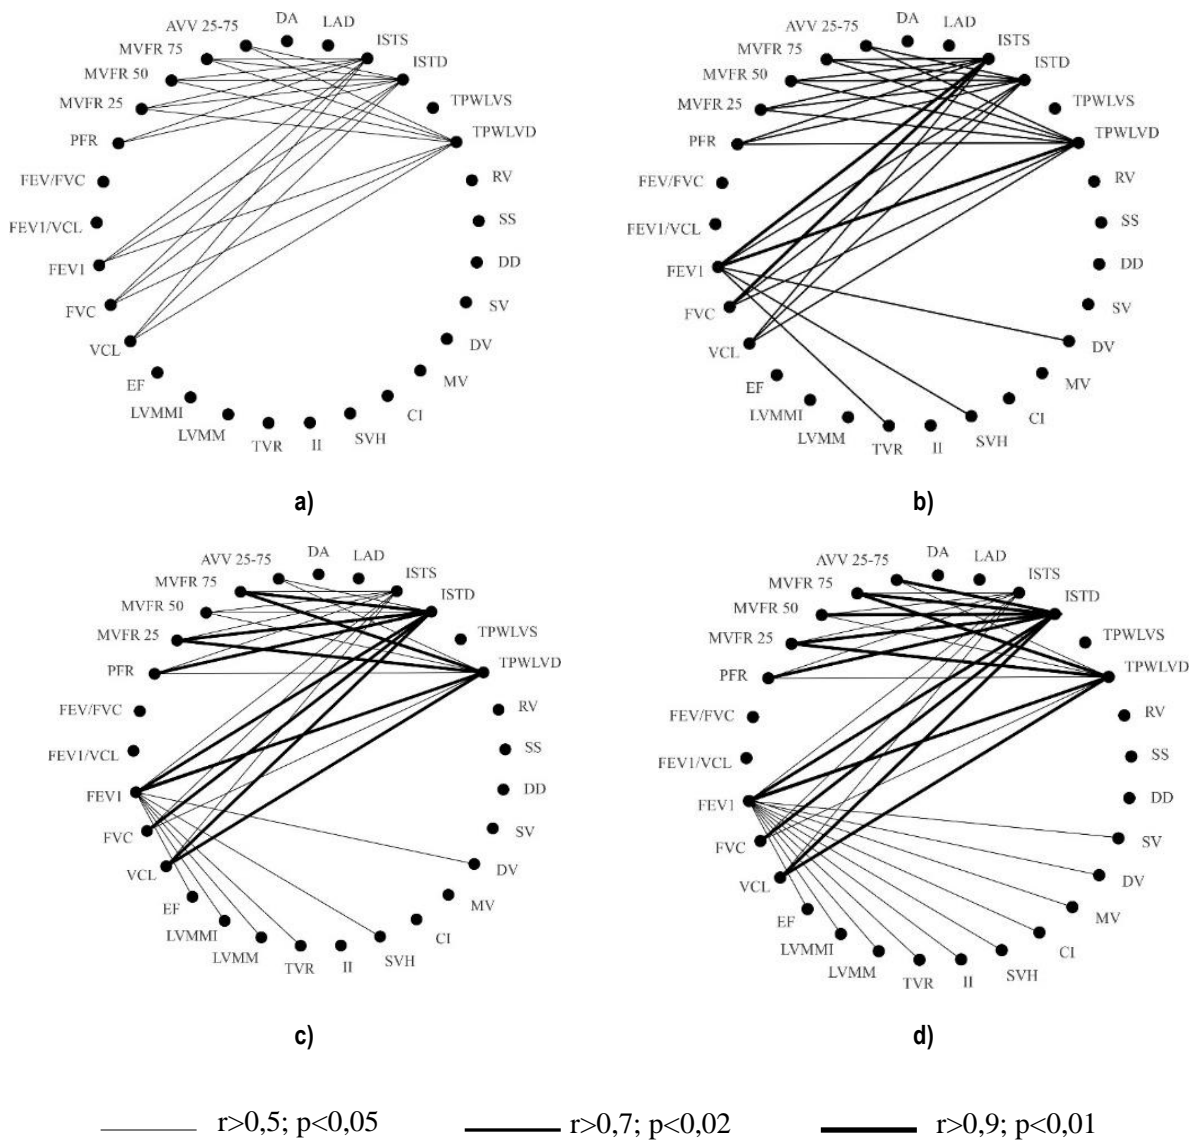 DA
LAD
AVV 25-75
ISTS
MVFR 75
ISTD
MVFR 50
TPWLVS
MVFR 25
TPWLVD
PFR
RV
FEV/FVC
SS
FEV1/VCL
DD
FEV1
SV
FVC
DV
VCL
MV
EF
CI
LVMMI
SVH
LVMM
II
TVR
a)
DA
LAD
AVV 25-75
ISTS
MVFR 75
ISTD
MVFR 50
TPWLVS
MVFR 25
TPWLVD
PFR
RV
FEV/FVC
SS
FEV1/VCL
DD
FEV1
SV
FVC
DV
VCL
MV
EF
CI
LVMMI
SVH
LVMM
II
TVR
b)
DA
LAD
AVV 25-75
ISTS
MVFR 75
ISTD
MVFR 50
TPWLVS
MVFR 25
TPWLVD
PFR
RV
FEV/FVC
SS
FEV1/VCL
DD
FEV1
SV
FVC
DV
VCL
MV
EF
CI
LVMMI
SVH
LVMM
II
TVR
c)
DA
LAD
AVV 25-75
ISTS
MVFR 75
ISTD
MVFR 50
TPWLVS
MVFR 25
TPWLVD
PFR
RV
FEV/FVC
SS
FEV1/VCL
DD
FEV1
SV
FVC
DV
VCL
MV
EF
CI
LVMMI
SVH
LVMM
II
TVR
d)
r>0,5; p<0,05
r>0,7; p<0,02
r>0,9; p<0,01